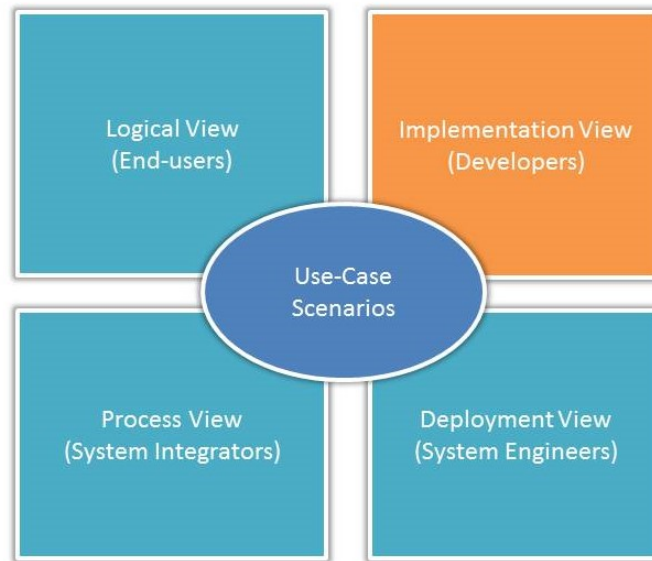 Logical View
(End-users)
Implementation View
(Developers)
Use-Case
Scenarios
Process View
(System Integrators)
Deployment View
(System Engineers)